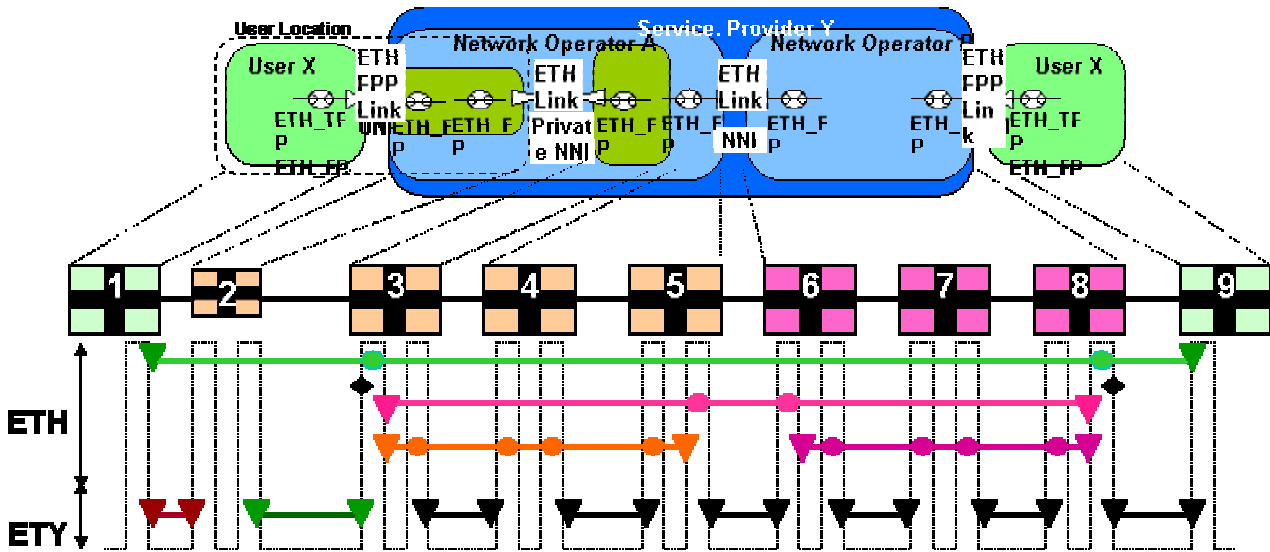 User Location
Service. Provider Y
Network Operator A
Network Operator
User X
ETH
FPP
Link
UNI
ETH
Link
Privat
e NNI
ETH
Link
NNI
ETH
FPP
Lin
k
User X
ETH_TF
P
ETH_FP
ETH_F
P
ETH_F
P
ETH_F
P
ETH_F
P
ETH_F
P
ETH_
P
ETH_TF
P
ETH_FP
1
2
3
4
5
6
7
8
9
ETH
ETY